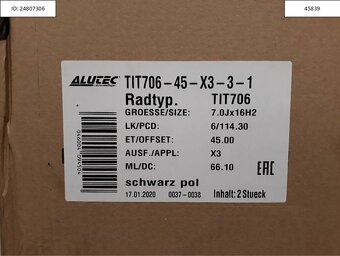 ID: 24807306
45839
ALUTEC TIT706-45-X3-3-1
Radtyp. TIT706
GROESSE/SIZE: 7.0Jx16H2
LK/PCD: 6/114.30
ET/OFFSET: 45.00
AUSF./APPL: X3
ML/DC: 66.10
EAC
schwarz pol
17.01.2020 0037-0038 Inhalt: 2 Stueck